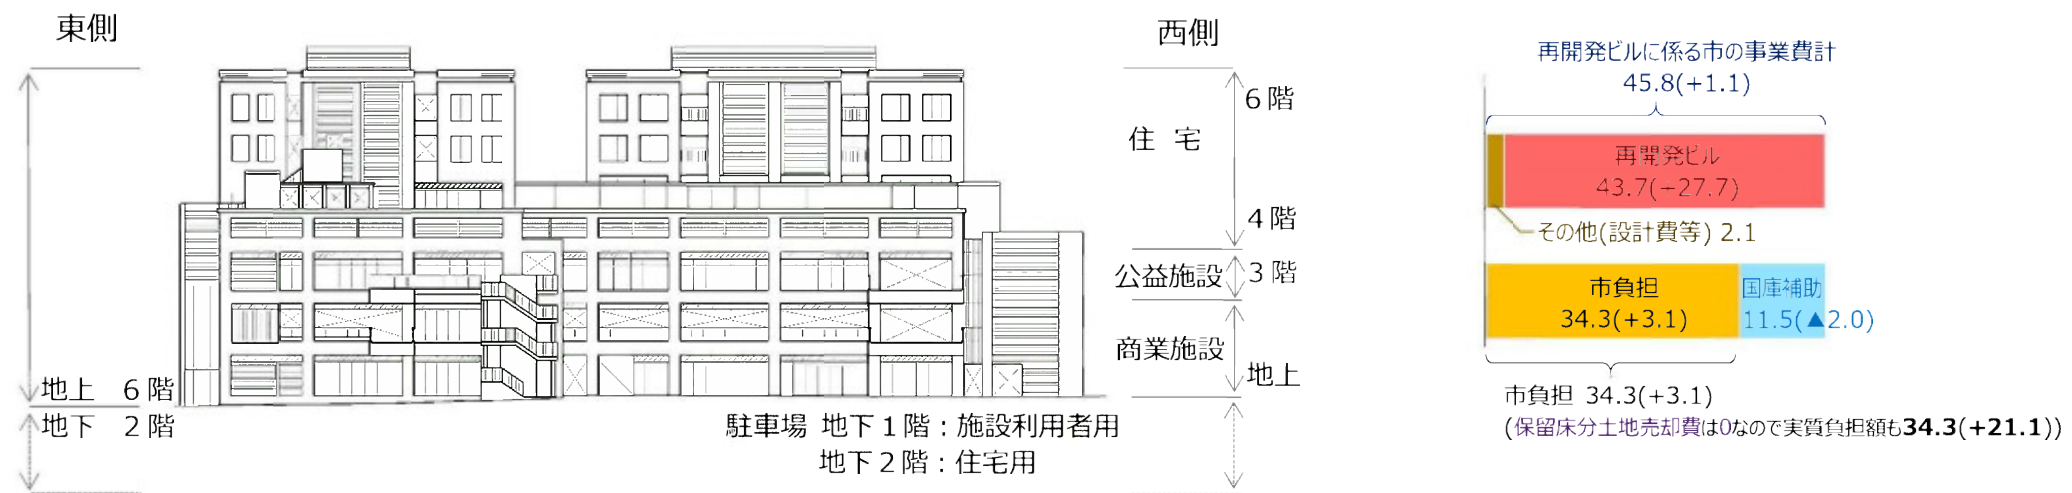 東側
西側
6階
住 宅
4階
公益施設
3階
商業施設
地上
地上 6階
地下 2階
駐車場 地下1階:施設利用者用
地下2階:住宅用
再開発ビルに係る市の事業費計
45.8(+1.1)
再開発ビル
43.7(+27.7)
その他(設計費等) 2.1
市負担
34.3(+3.1)
国庫補助
11.5(▲2.0)
市負担 34.3(+3.1)
(保留床分土地売却費は0なので実質負担額も34.3(+21.1))